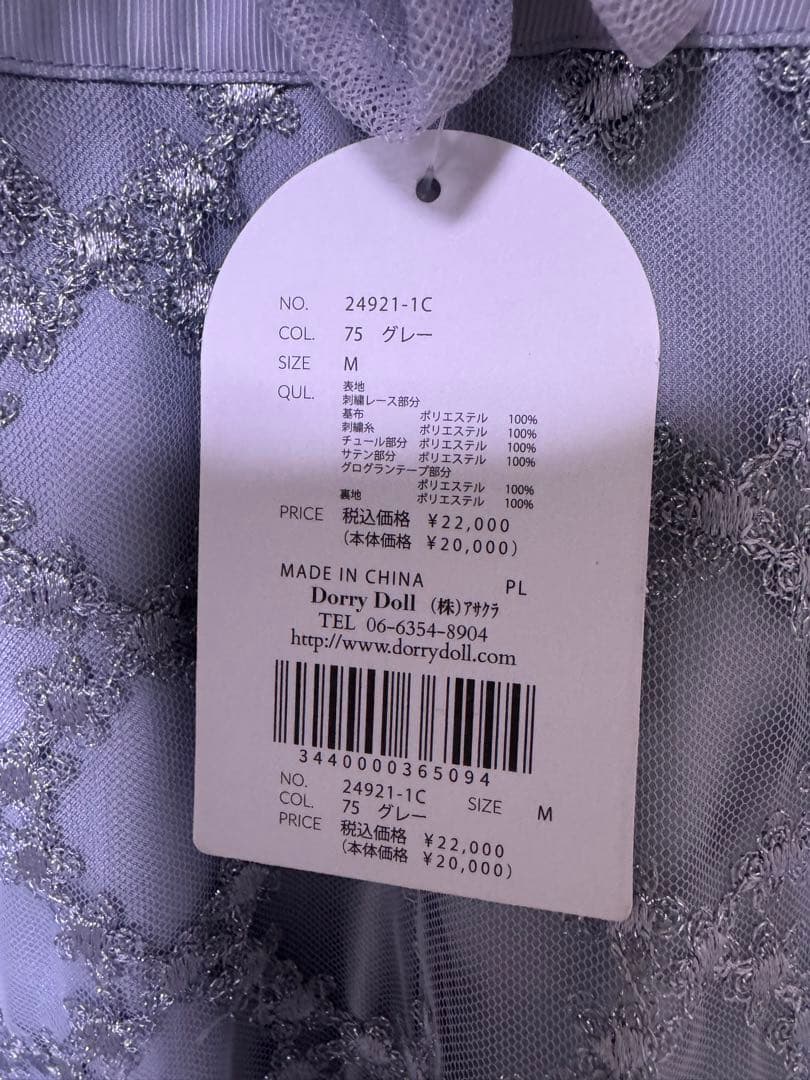 NO. 24921-1C
COL. 75 グレー
SIZE M
QUL. 表地
刺繍レース部分
基布 ポリエステル 100%
刺繍糸 ポリエステル 100%
チュール部分 ポリエステル 100%
サテン部分 ポリエステル 100%
グログランテープ部分
ポリエステル 100%
裏地 ポリエステル 100%
PRICE 税込価格 ¥22,000
(本体価格 ¥20,000)
MADE IN CHINA PL
Dorry Doll (株)アサクラ
TEL 06-6354-8904
http://www.dorrydoll.com
3440000365094
NO. 24921-1C
COL. 75 グレー SIZE M
PRICE 税込価格 ¥22,000
(本体価格 ¥20,000)